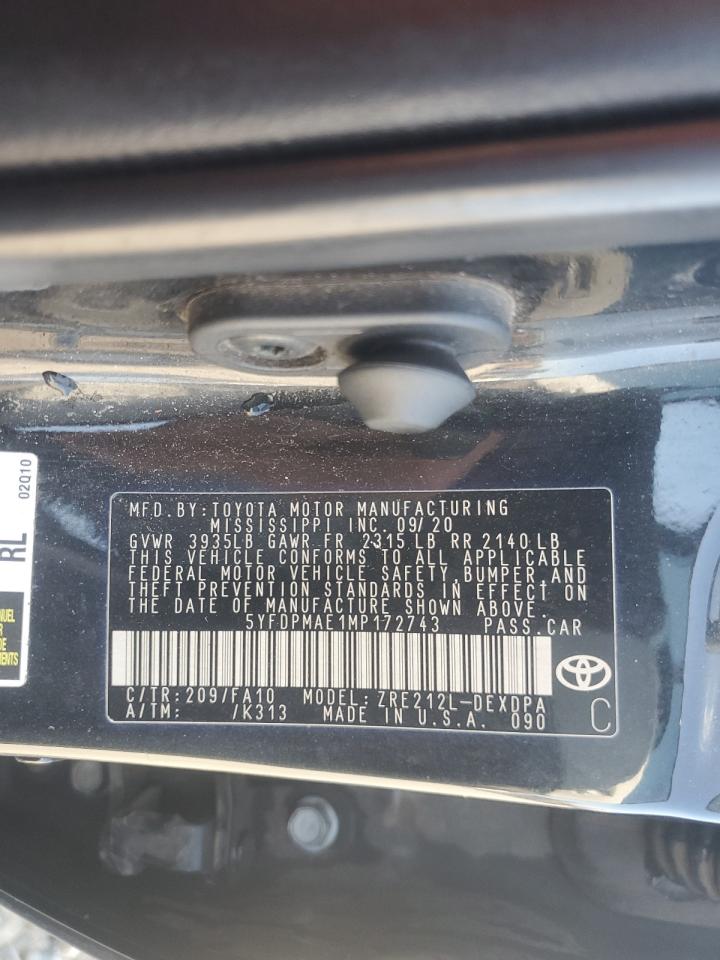 02Q10
RL
MFD. BY: TOYOTA MOTOR MANUFACTURING
MISSISSIPPI INC. 09/20
GVWR 3935LB GAWR FR 2315 LB RR 2140 LB
THIS VEHICLE CONFORMS TO ALL APPLICABLE
FEDERAL MOTOR VEHICLE SAFETY, BUMPER, AND
THEFT PREVENTION STANDARDS IN EFFECT ON
THE DATE OF MANUFACTURE SHOWN ABOVE.
5YFDPMAE1MP172743 PASS.CAR
C/TR: 209/FA10 MODEL: ZRE212L-DEXDPA
A/TM: /K313 MADE IN U.S.A. 090
C